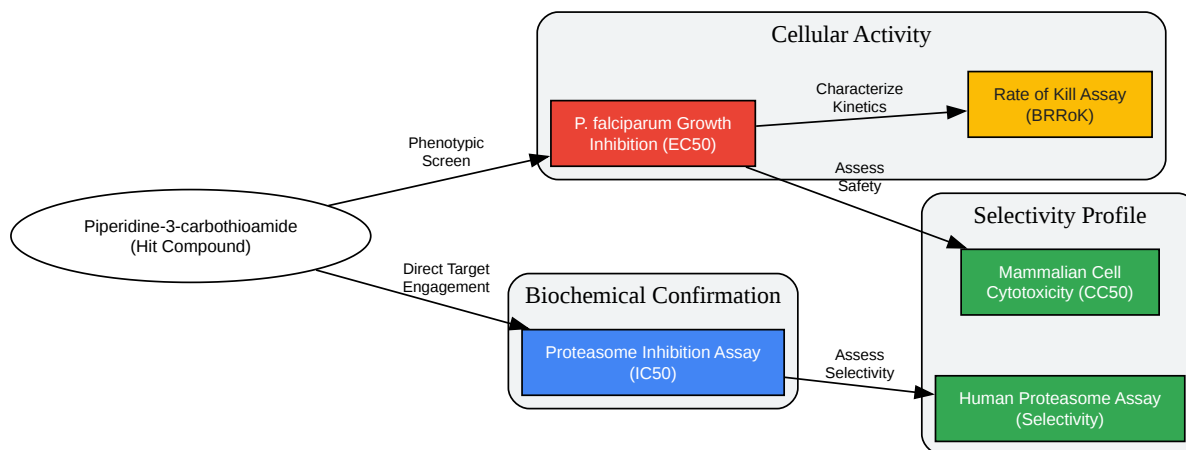 Cellular Activity
Characterize
Kinetics
Rate of Kill Assay
(BRRoK)
P. falciparum Growth
Inhibition (EC50)
Phenotypic
Screen
Assess
Safety
Piperidine-3-carbothioamide
(Hit Compound)
Selectivity Profile
Mammalian Cell
Cytotoxicity (CC50)
Direct Target
Engagement
Biochemical Confirmation
Proteasome Inhibition Assay
(IC50)
Assess
Selectivity
Human Proteasome Assay
(Selectivity)